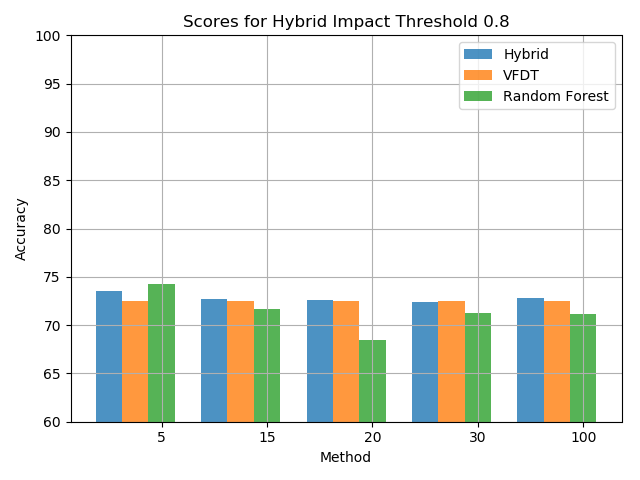 Scores for Hybrid Impact Threshold 0.8
100
95
90
85
80
75
70
65
60
Accuracy
Hybrid
VFDT
Random Forest
5 15 20 30 100
Method